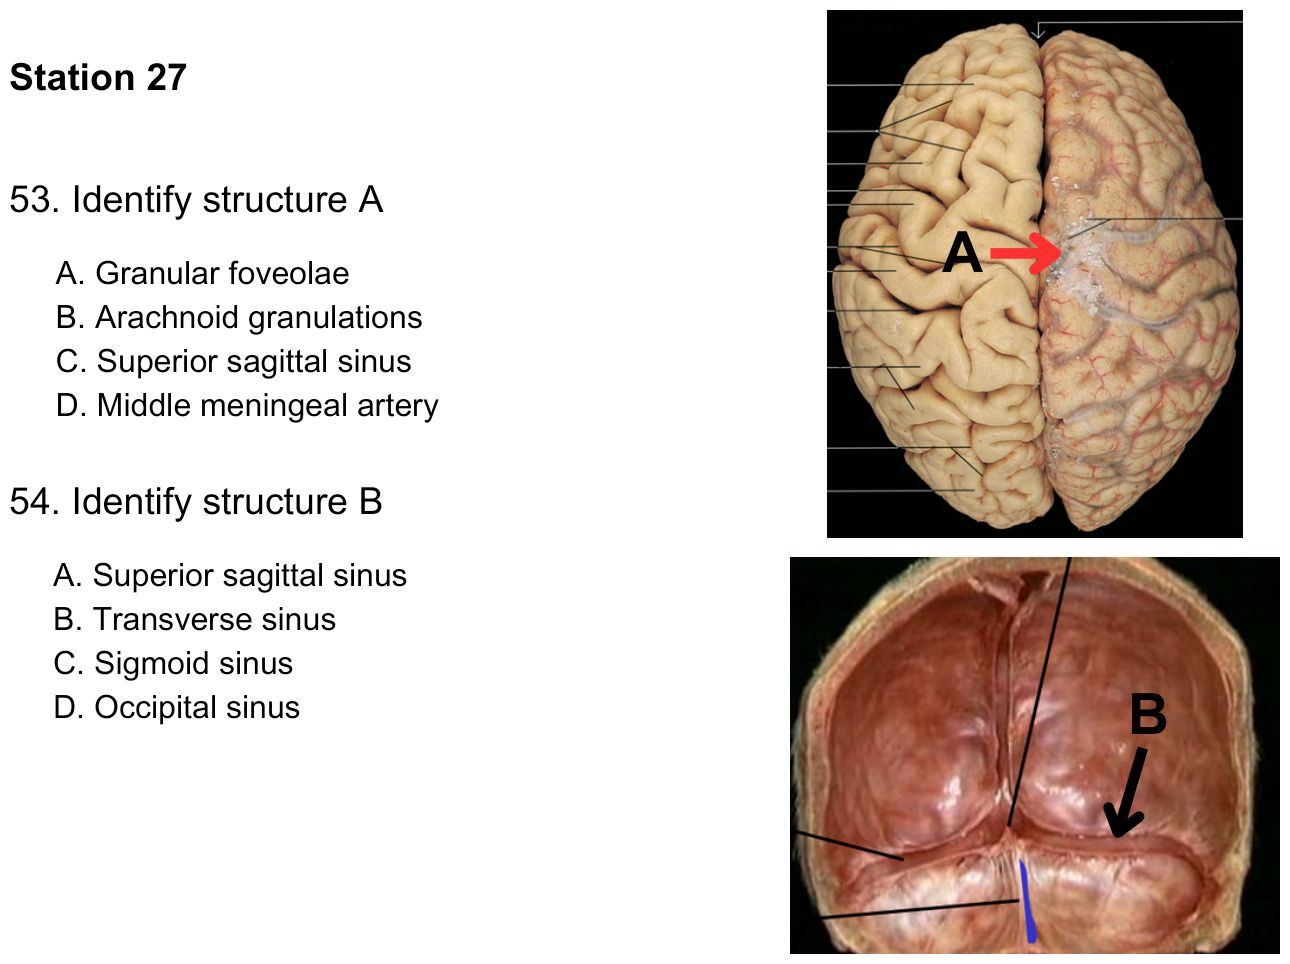 Station 27
53. Identify structure A
A. Granular foveolae
B. Arachnoid granulations
C. Superior sagittal sinus
D. Middle meningeal artery
54. Identify structure B
A. Superior sagittal sinus
B. Transverse sinus
C. Sigmoid sinus
D. Occipital sinus
A
B